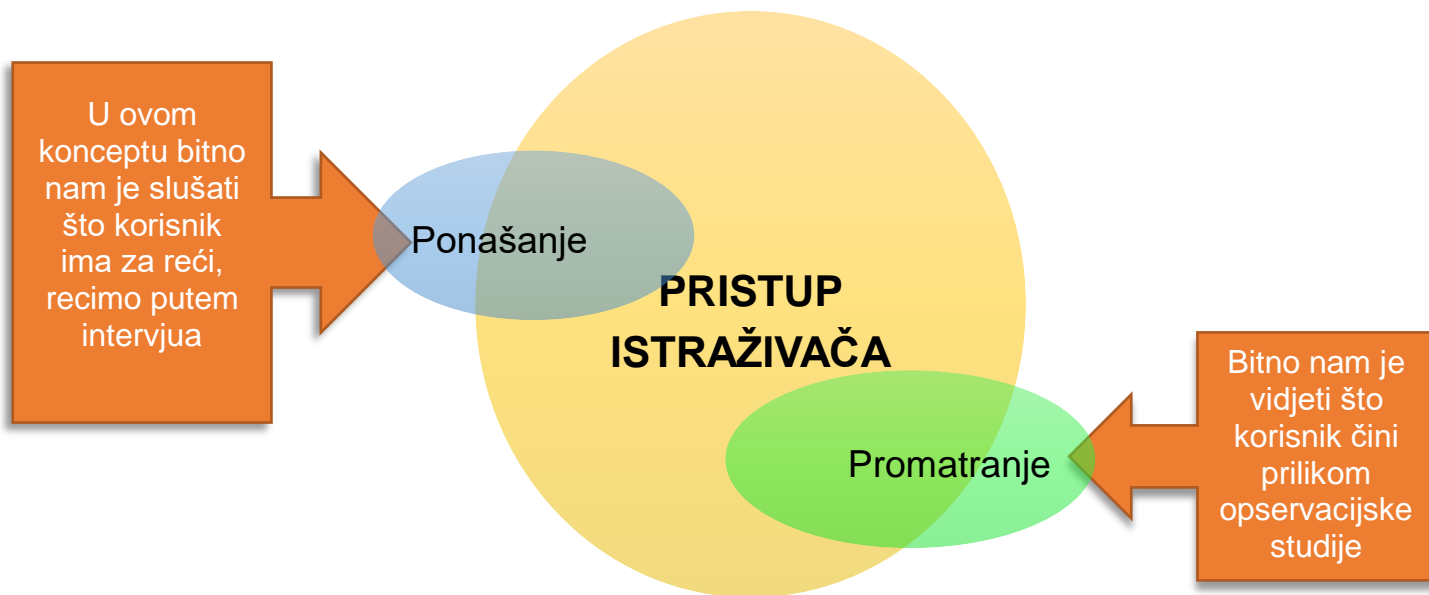 U ovom
konceptu bitno
nam je slušati
što korisnik
ima za reći,
recimo putem
intervjua
Ponašanje
PRISTUP
ISTRAŽIVAČA
Promatranje
Bitno nam je
vidjeti što
korisnik čini
prilikom
opservacijske
studije